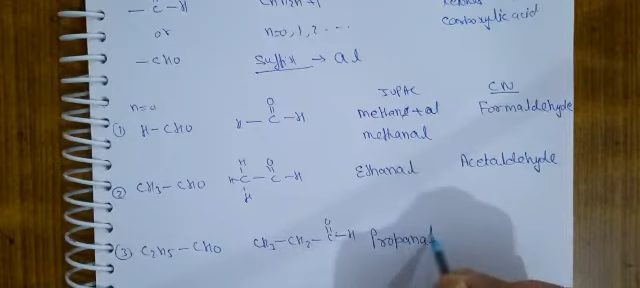 — C — H
or
n=0, 1, 2 ....
carboxylic acid
— CHO
Suffix → al
n=0
IUPAC
CN
(1) H — CHO
O
H — C — H
methane + al
methanal
Formaldehyde
(2) CH3 — CHO
H O
H — C — C — H
H
Ethanal
Acetaldehyde
(3) C2H5 — CHO
O
CH3 — CH2 — C — H
Propanal